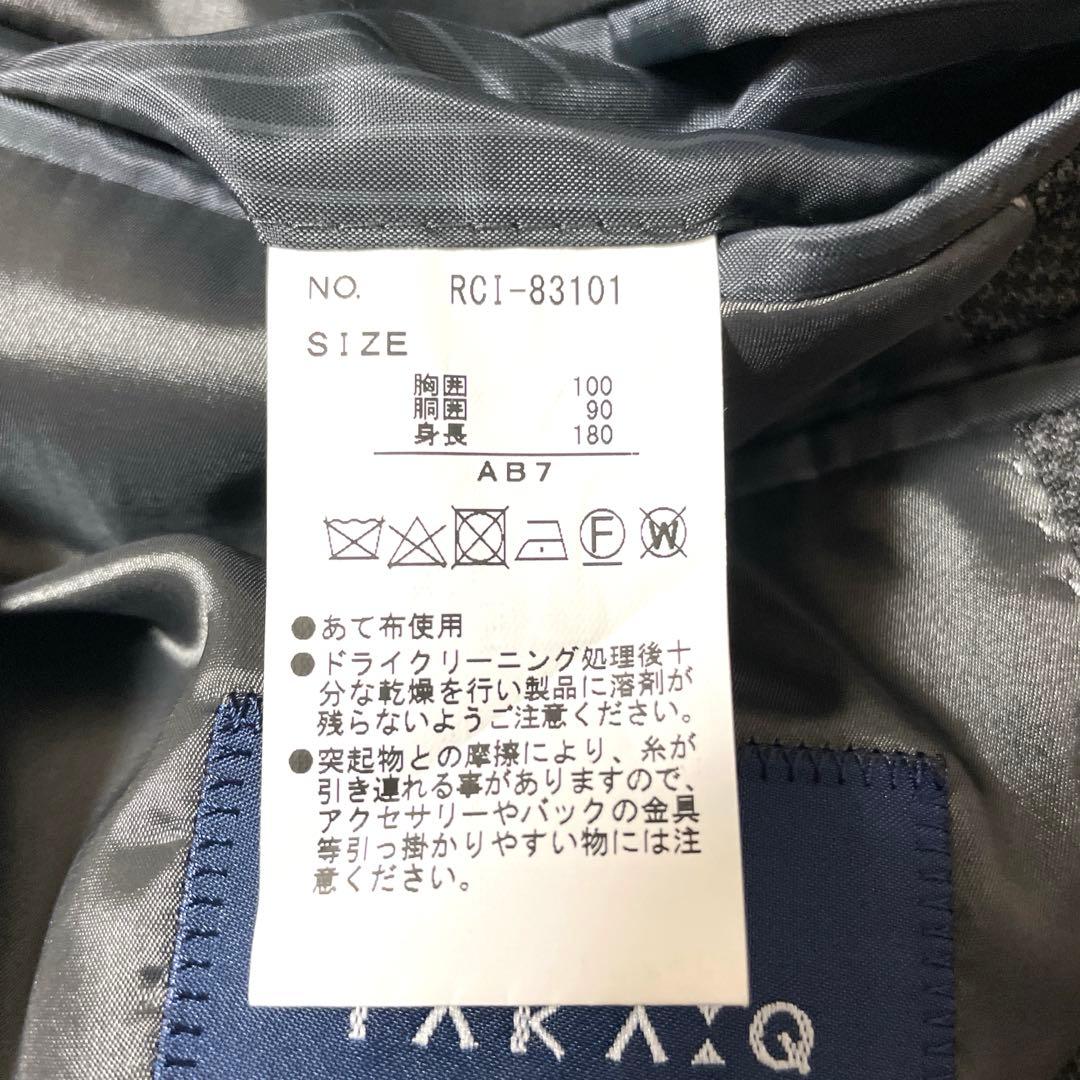 NO. RCI-83101
SIZE
胸囲 100
胴囲 90
身長 180
AB7
F W
●あて布使用
●ドライクリーニング処理後十
分な乾燥を行い製品に溶剤が
残らないようご注意ください。
●突起物との摩擦により、糸が
引き連れる事がありますので、
アクセサリーやバックの金具
等引っ掛かりやすい物には注
意ください。
TAKA:Q